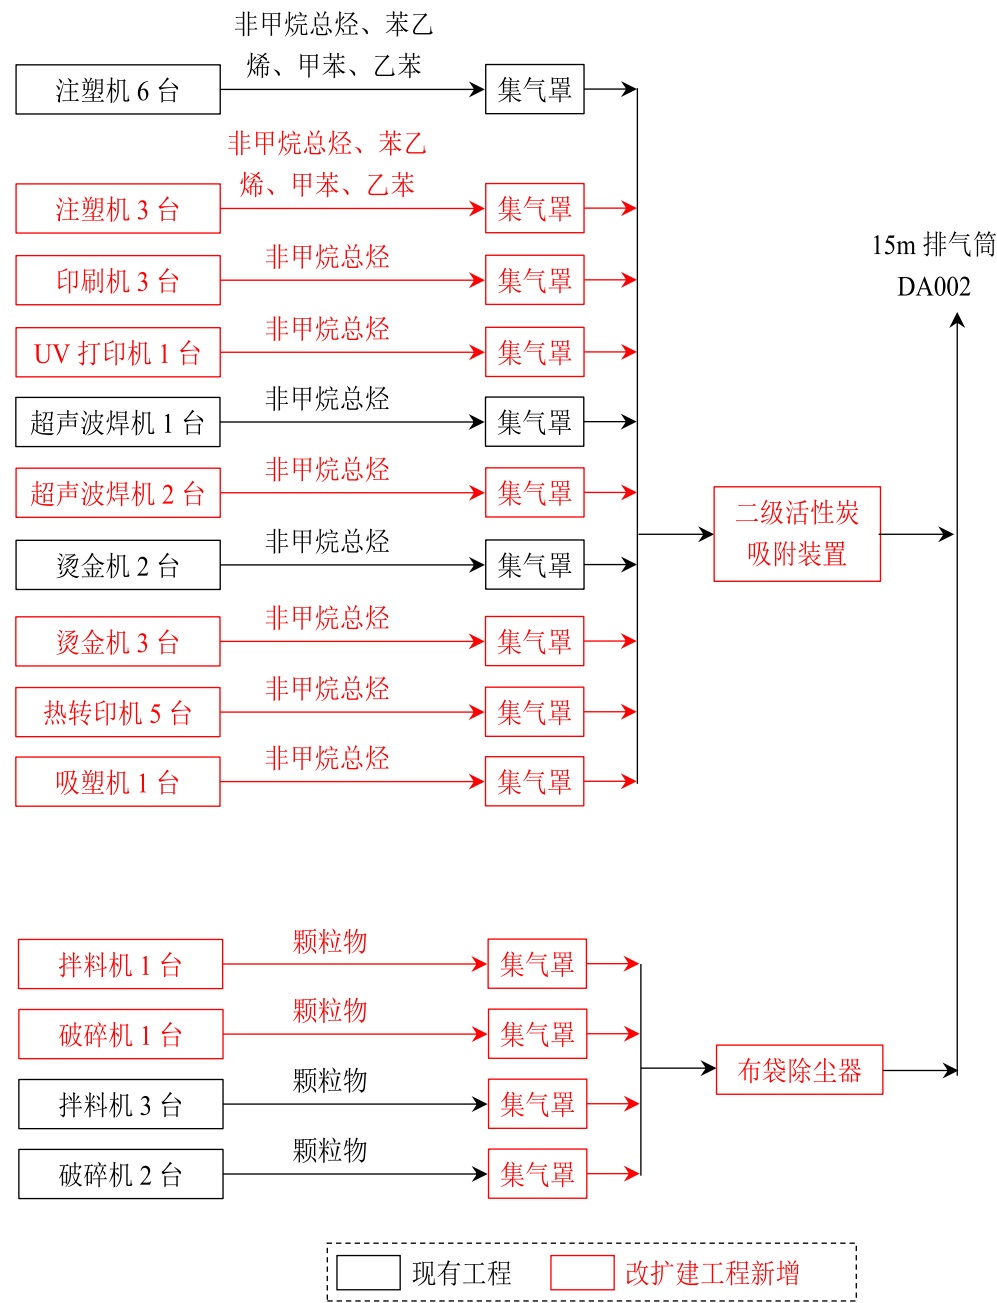 非甲烷总烃、苯乙
烯、甲苯、乙苯
注塑机 6 台
集气罩
非甲烷总烃、苯乙
烯、甲苯、乙苯
注塑机 3 台
集气罩
15m 排气筒
DA002
非甲烷总烃
印刷机 3 台
集气罩
非甲烷总烃
UV 打印机 1 台
集气罩
非甲烷总烃
超声波焊机 1 台
集气罩
非甲烷总烃
超声波焊机 2 台
集气罩
二级活性炭
吸附装置
非甲烷总烃
烫金机 2 台
集气罩
非甲烷总烃
烫金机 3 台
集气罩
非甲烷总烃
热转印机 5 台
集气罩
非甲烷总烃
吸塑机 1 台
集气罩
颗粒物
拌料机 1 台
集气罩
颗粒物
破碎机 1 台
集气罩
布袋除尘器
颗粒物
拌料机 3 台
集气罩
颗粒物
破碎机 2 台
集气罩
现有工程
改扩建工程新增